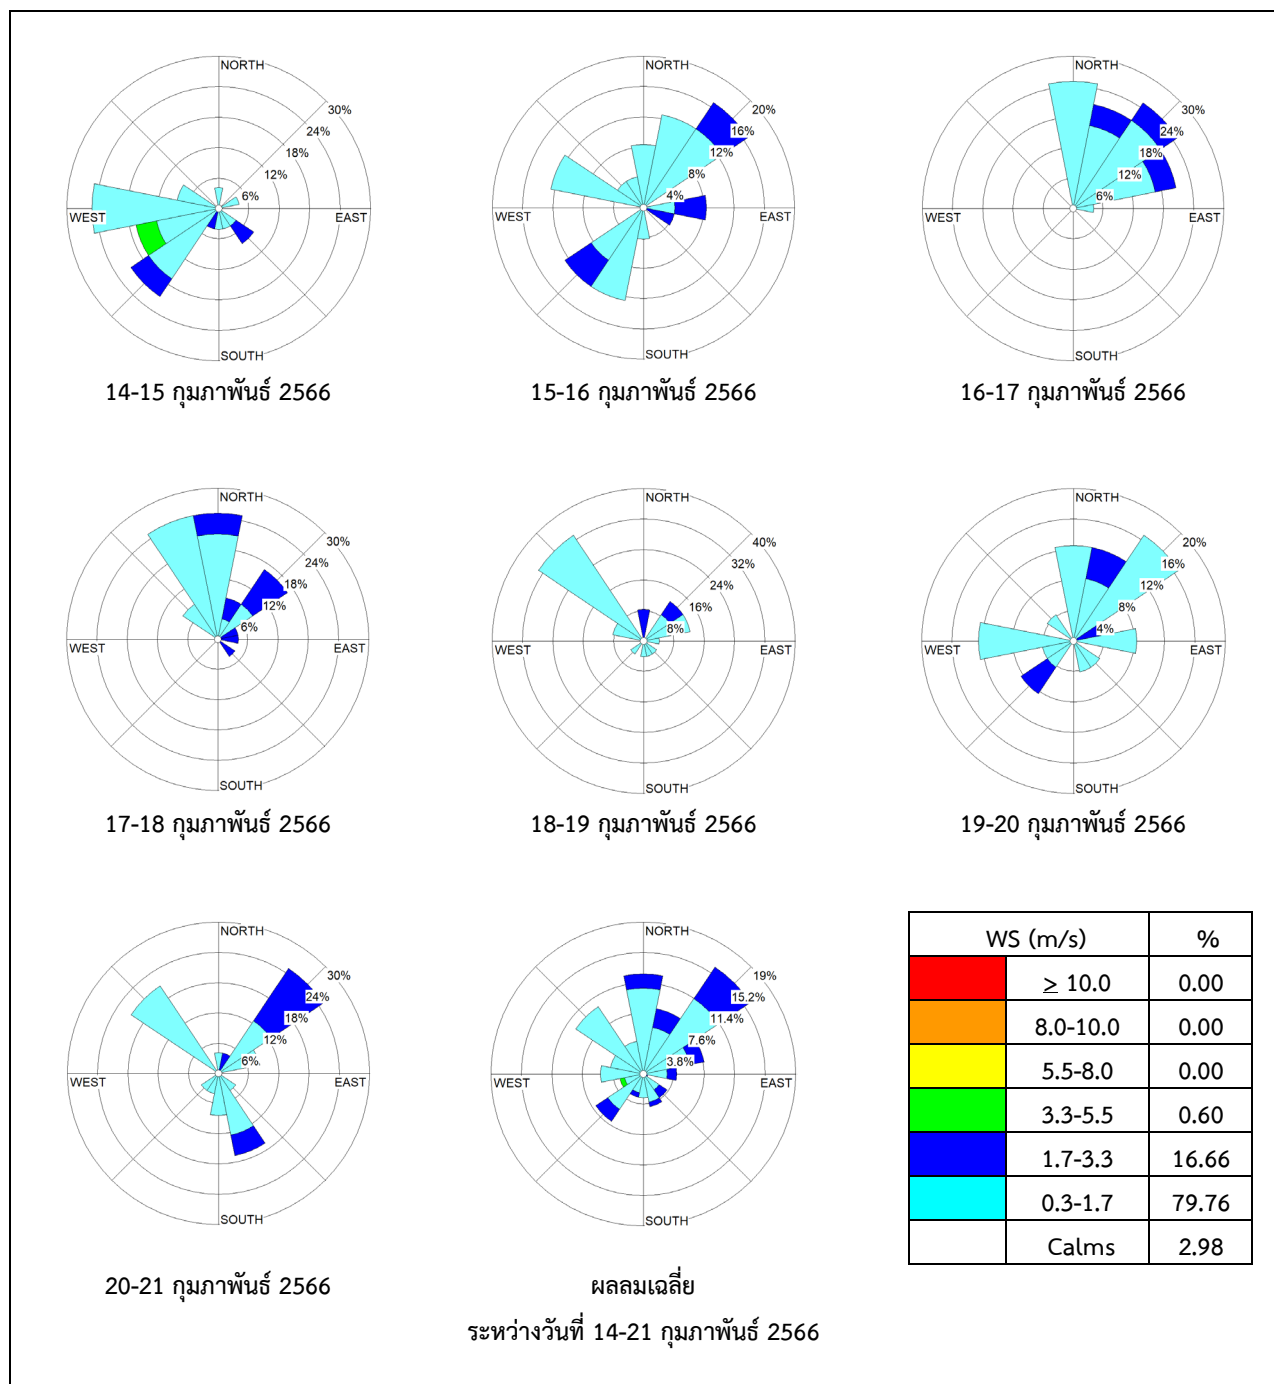 NORTH
30%
24%
18%
12%
6%
WEST
EAST
SOUTH
14-15 กุมภาพันธ์ 2566
NORTH
20%
16%
12%
8%
4%
WEST
EAST
SOUTH
15-16 กุมภาพันธ์ 2566
NORTH
30%
24%
18%
12%
6%
WEST
EAST
SOUTH
16-17 กุมภาพันธ์ 2566
NORTH
30%
24%
18%
12%
6%
WEST
EAST
SOUTH
17-18 กุมภาพันธ์ 2566
NORTH
40%
32%
24%
16%
8%
WEST
EAST
SOUTH
18-19 กุมภาพันธ์ 2566
NORTH
20%
16%
12%
8%
4%
WEST
EAST
SOUTH
19-20 กุมภาพันธ์ 2566
NORTH
30%
24%
18%
12%
6%
WEST
EAST
SOUTH
20-21 กุมภาพันธ์ 2566
NORTH
19%
15.2%
11.4%
7.6%
3.8%
WEST
EAST
SOUTH
ผลลมเฉลี่ย
ระหว่างวันที่ 14-21 กุมภาพันธ์ 2566
WS (m/s) %
≥ 10.0 0.00
8.0-10.0 0.00
5.5-8.0 0.00
3.3-5.5 0.60
1.7-3.3 16.66
0.3-1.7 79.76
Calms 2.98